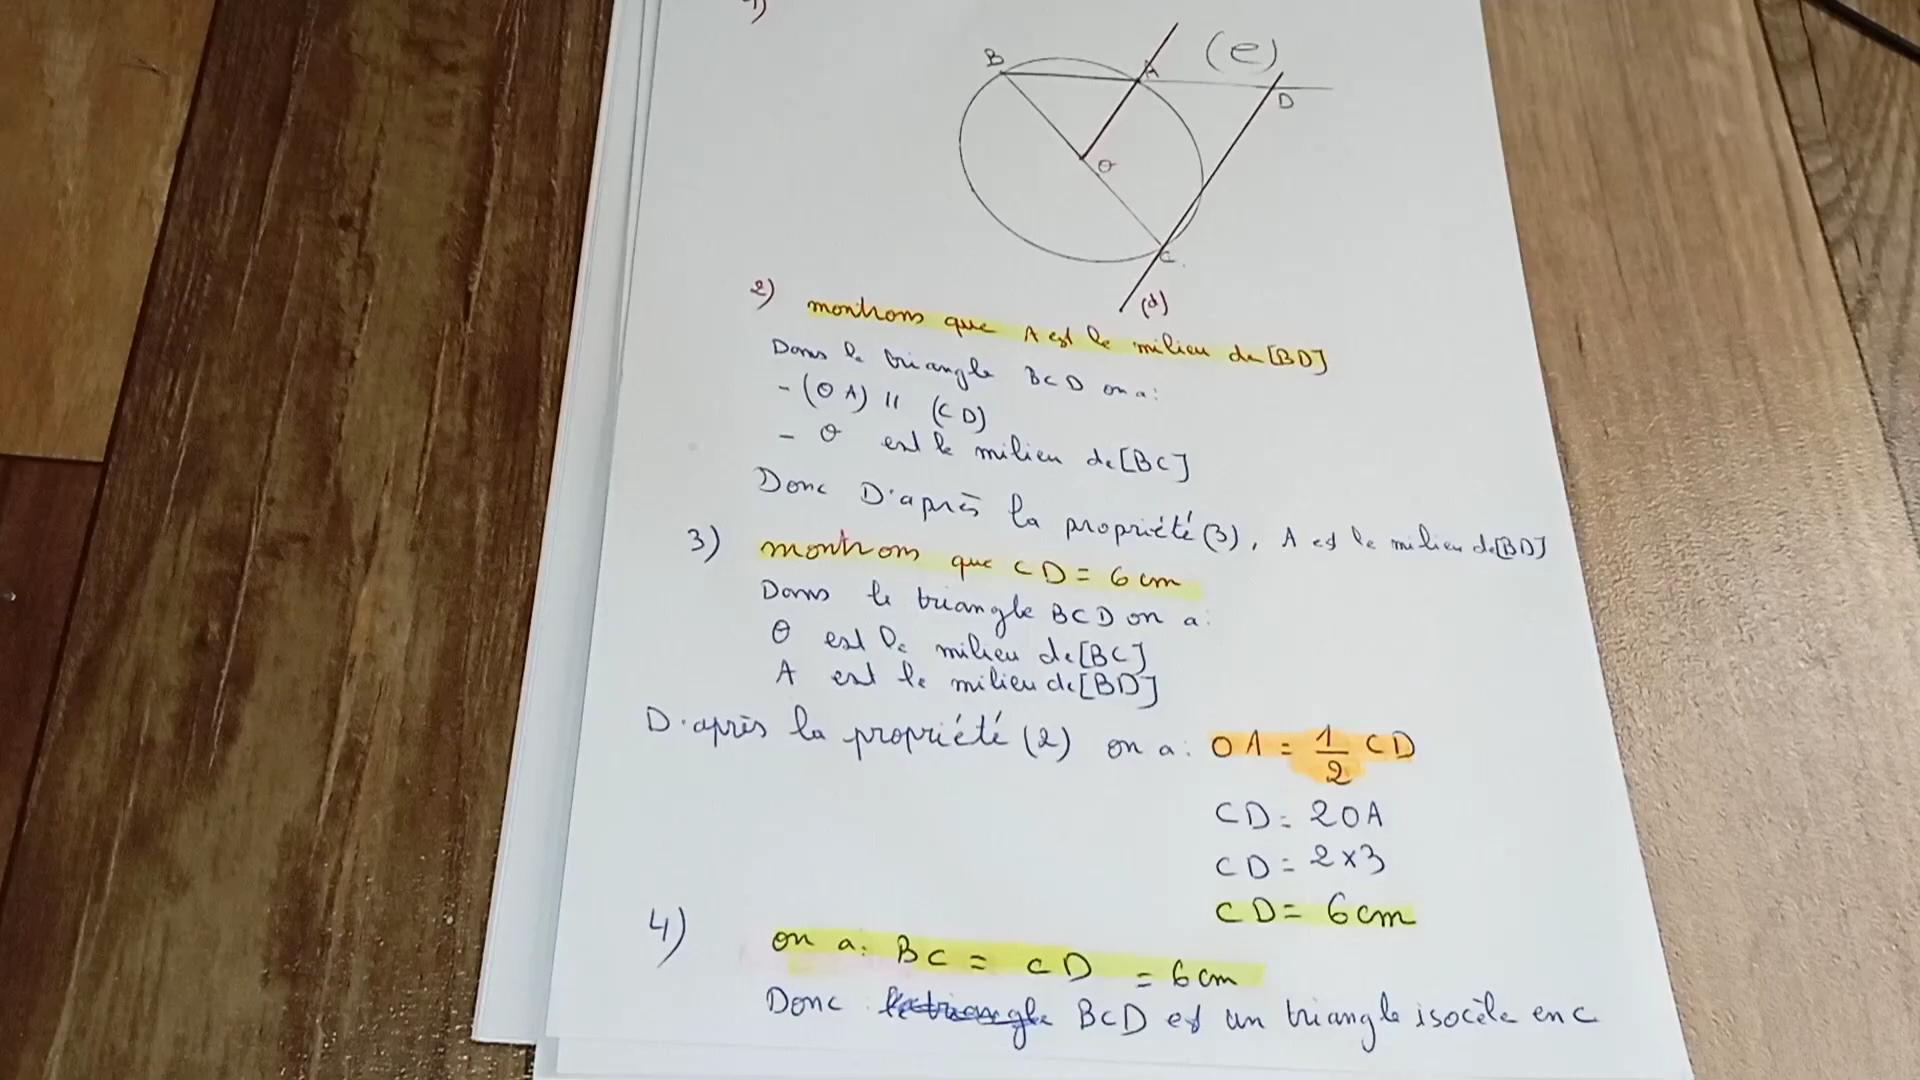 1)
B
A
(e)
D
O
C
(d)
2) montrons que A est le milieu de [BD]
Dans le triangle BCD on a :
- (OA) // (CD)
- O est le milieu de [BC]
Donc D'après la propriété (3), A est le milieu de [BD]
3) montrons que CD = 6 cm
Dans le triangle BCD on a :
O est le milieu de [BC]
A est le milieu de [BD]
D'après la propriété (2) on a : OA = 1/2 CD
CD = 2OA
CD = 2×3
CD = 6cm
4) on a : BC = CD = 6cm
Donc BCD est un triangle isocèle en C